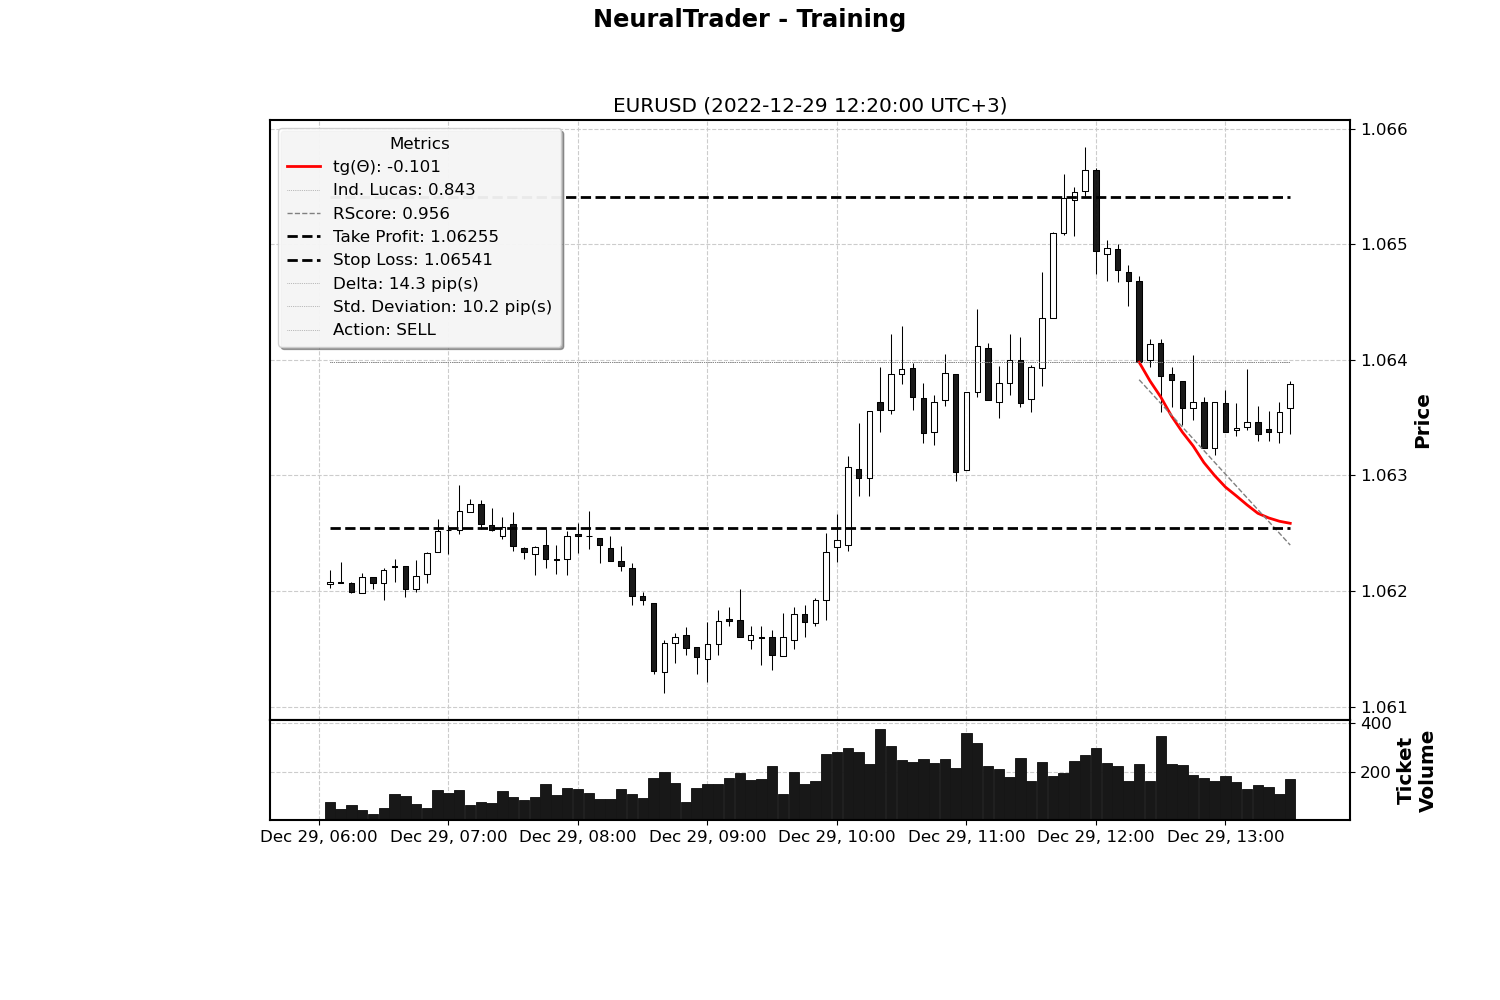 NeuralTrader - Training
EURUSD (2022-12-29 12:20:00 UTC+3)
Metrics
tg(Θ): -0.101
Ind. Lucas: 0.843
RScore: 0.956
Take Profit: 1.06255
Stop Loss: 1.06541
Delta: 14.3 pip(s)
Std. Deviation: 10.2 pip(s)
Action: SELL
1.066
1.065
1.064
1.063
1.062
1.061
Price
400
200
Ticket
Volume
Dec 29, 06:00 Dec 29, 07:00 Dec 29, 08:00 Dec 29, 09:00 Dec 29, 10:00 Dec 29, 11:00 Dec 29, 12:00 Dec 29, 13:00